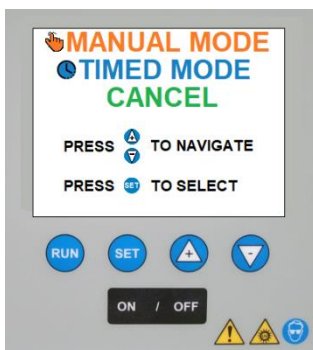 MANUAL MODE
TIMED MODE
CANCEL
PRESS + - TO NAVIGATE
PRESS SET TO SELECT
RUN SET + -
ON / OFF